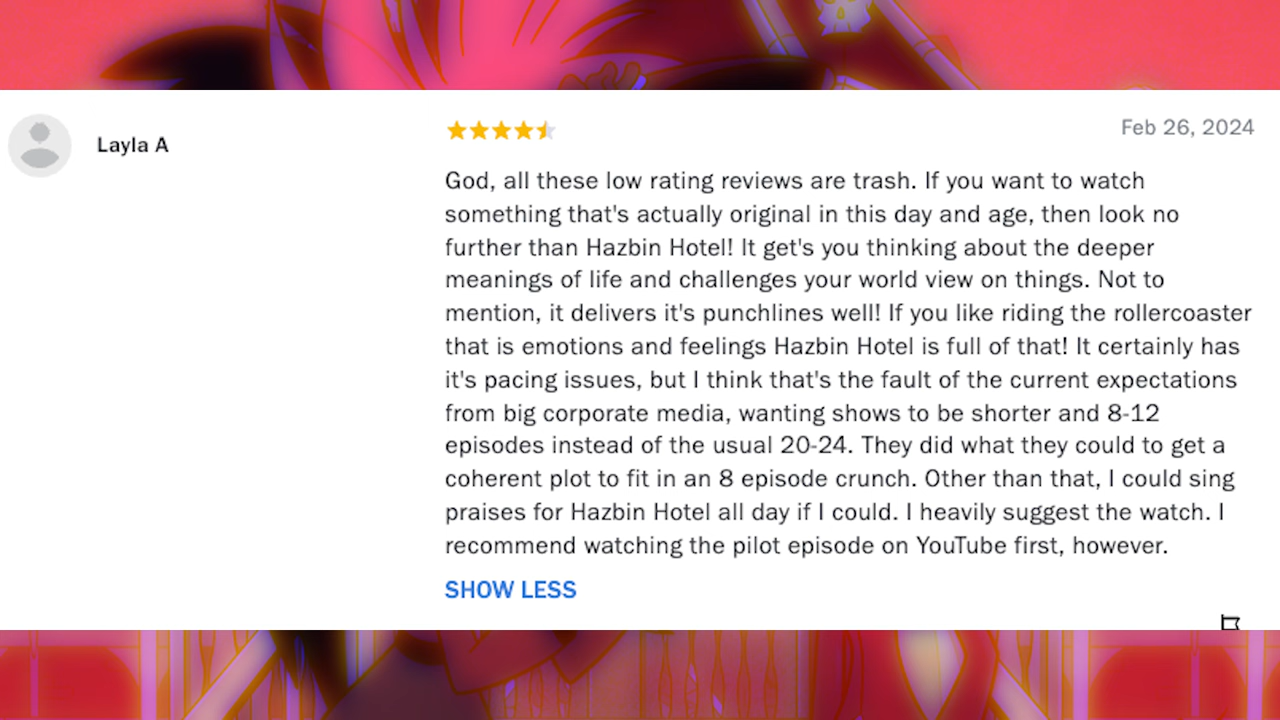 Layla A
Feb 26, 2024
God, all these low rating reviews are trash. If you want to watch
something that's actually original in this day and age, then look no
further than Hazbin Hotel! It get's you thinking about the deeper
meanings of life and challenges your world view on things. Not to
mention, it delivers it's punchlines well! If you like riding the rollercoaster
that is emotions and feelings Hazbin Hotel is full of that! It certainly has
it's pacing issues, but I think that's the fault of the current expectations
from big corporate media, wanting shows to be shorter and 8-12
episodes instead of the usual 20-24. They did what they could to get a
coherent plot to fit in an 8 episode crunch. Other than that, I could sing
praises for Hazbin Hotel all day if I could. I heavily suggest the watch. I
recommend watching the pilot episode on YouTube first, however.
SHOW LESS